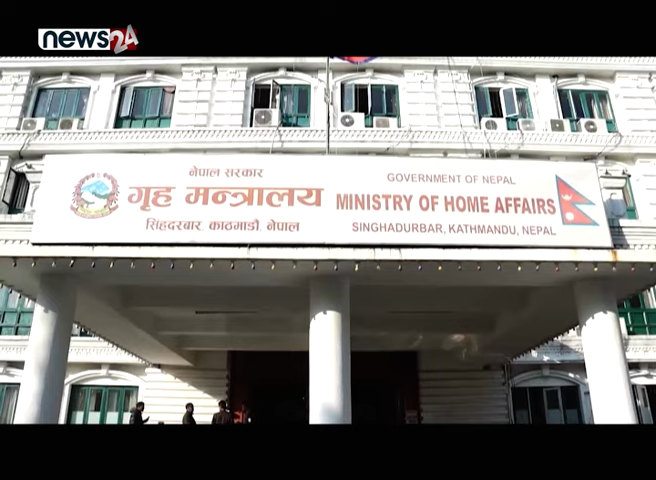 news24
नेपाल सरकार
गृह मन्त्रालय
सिंहदरबार, काठमाडौं, नेपाल
GOVERNMENT OF NEPAL
MINISTRY OF HOME AFFAIRS
SINGHADURBAR, KATHMANDU, NEPAL